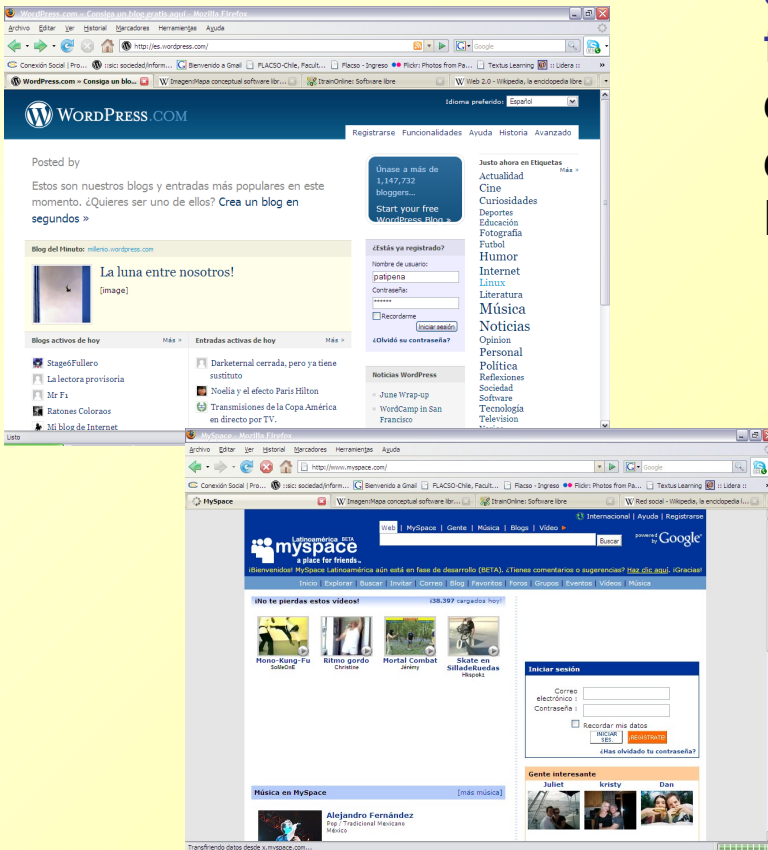 WordPress.com » Consiga un blog gratis aquí - Mozilla Firefox
Archivo Editar Ver Historial Marcadores Herramientas Ayuda
http://es.wordpress.com/
Google
Conexión Social | Pro... ::sic: sociedad/inform... Bienvenido a Gmail FLACSO-Chile, Facult... Flacso - Ingreso Flickr: Photos from Pa... Textus Learning :: Lidera :: »
WordPress.com » Consiga un blo... Imagen:Mapa conceptual software libr... ItrainOnline: Software libre Web 2.0 - Wikipedia, la enciclopedia libre
Idioma preferido: Español
WORDPRESS.COM
Registrarse Funcionalidades Ayuda Historia Avanzado
Posted by
Estos son nuestros blogs y entradas más populares en este
momento. ¿Quieres ser uno de ellos? Crea un blog en
segundos »
Únase a más de
1,147,732
bloggers...
Start your free
WordPress Blog »
Blog del Minuto: millenio.wordpress.com
La luna entre nosotros!
[image]
Blogs activos de hoy Más »
Stage6Fullero
La lectora provisoria
Mr F1
Ratones Coloraos
Mi blog de Internet
Entradas activas de hoy Más »
Darketernal cerrada, pero ya tiene
sustituto
Noelia y el efecto Paris Hilton
Transmisiones de la Copa América
en directo por TV.
¿Estás ya registrado?
Nombre de usuario:
patipena
Contraseña:
******
Recordarme
Iniciar sesión
¿Olvidó su contraseña?
Noticias WordPress
June Wrap-up
WordCamp in San
Francisco
Justo ahora en Etiquetas
Más »
Actualidad
Cine
Curiosidades
Deportes
Educación
Fotografía
Futbol
Humor
Internet
Linux
Literatura
Música
Noticias
Opinion
Personal
Política
Reflexiones
Sociedad
Software
Tecnología
Television
Listo
MySpace - Mozilla Firefox
Archivo Editar Ver Historial Marcadores Herramientas Ayuda
http://www.myspace.com/
Google
Conexión Social | Pro... ::sic: sociedad/inform... Bienvenido a Gmail FLACSO-Chile, Facult... Flacso - Ingreso Flickr: Photos from Pa... Textus Learning :: Lidera :: »
MySpace Imagen:Mapa conceptual software libr... ItrainOnline: Software libre Red social - Wikipedia, la enciclopedia l...
Internacional | Ayuda | Registrarse
Web | MySpace | Gente | Música | Blogs | Vídeo
Buscar powered by Google
Latinoamérica BETA
myspace
a place for friends
¡Bienvenidos! MySpace Latinoamérica aún está en fase de desarrollo (BETA). ¿Tienes comentarios o sugerencias? Haz clic aquí. ¡Gracias!
Inicio | Explorar | Buscar | Invitar | Correo | Blog | Favoritos | Foros | Grupos | Eventos | Vídeos | Música
¡No te pierdas estos vídeos! ¡38.397 cargados hoy!
Mono-Kung-Fu
SoMeOnE
Ritmo gordo
Christine
Mortal Combat
Jérémy
Skate en
SilladeRuedas
Hkspokz
Iniciar sesión
Correo
electrónico :
Contraseña :
Recordar mis datos
INICIAR
SES.
¡REGÍSTRATE!
¿Has olvidado tu contraseña?
Gente interesante
Juliet kristy Dan
Música en MySpace [más música]
Alejandro Fernández
Pop / Tradicional Mexicano
México
Transfiriendo datos desde x.myspace.com...